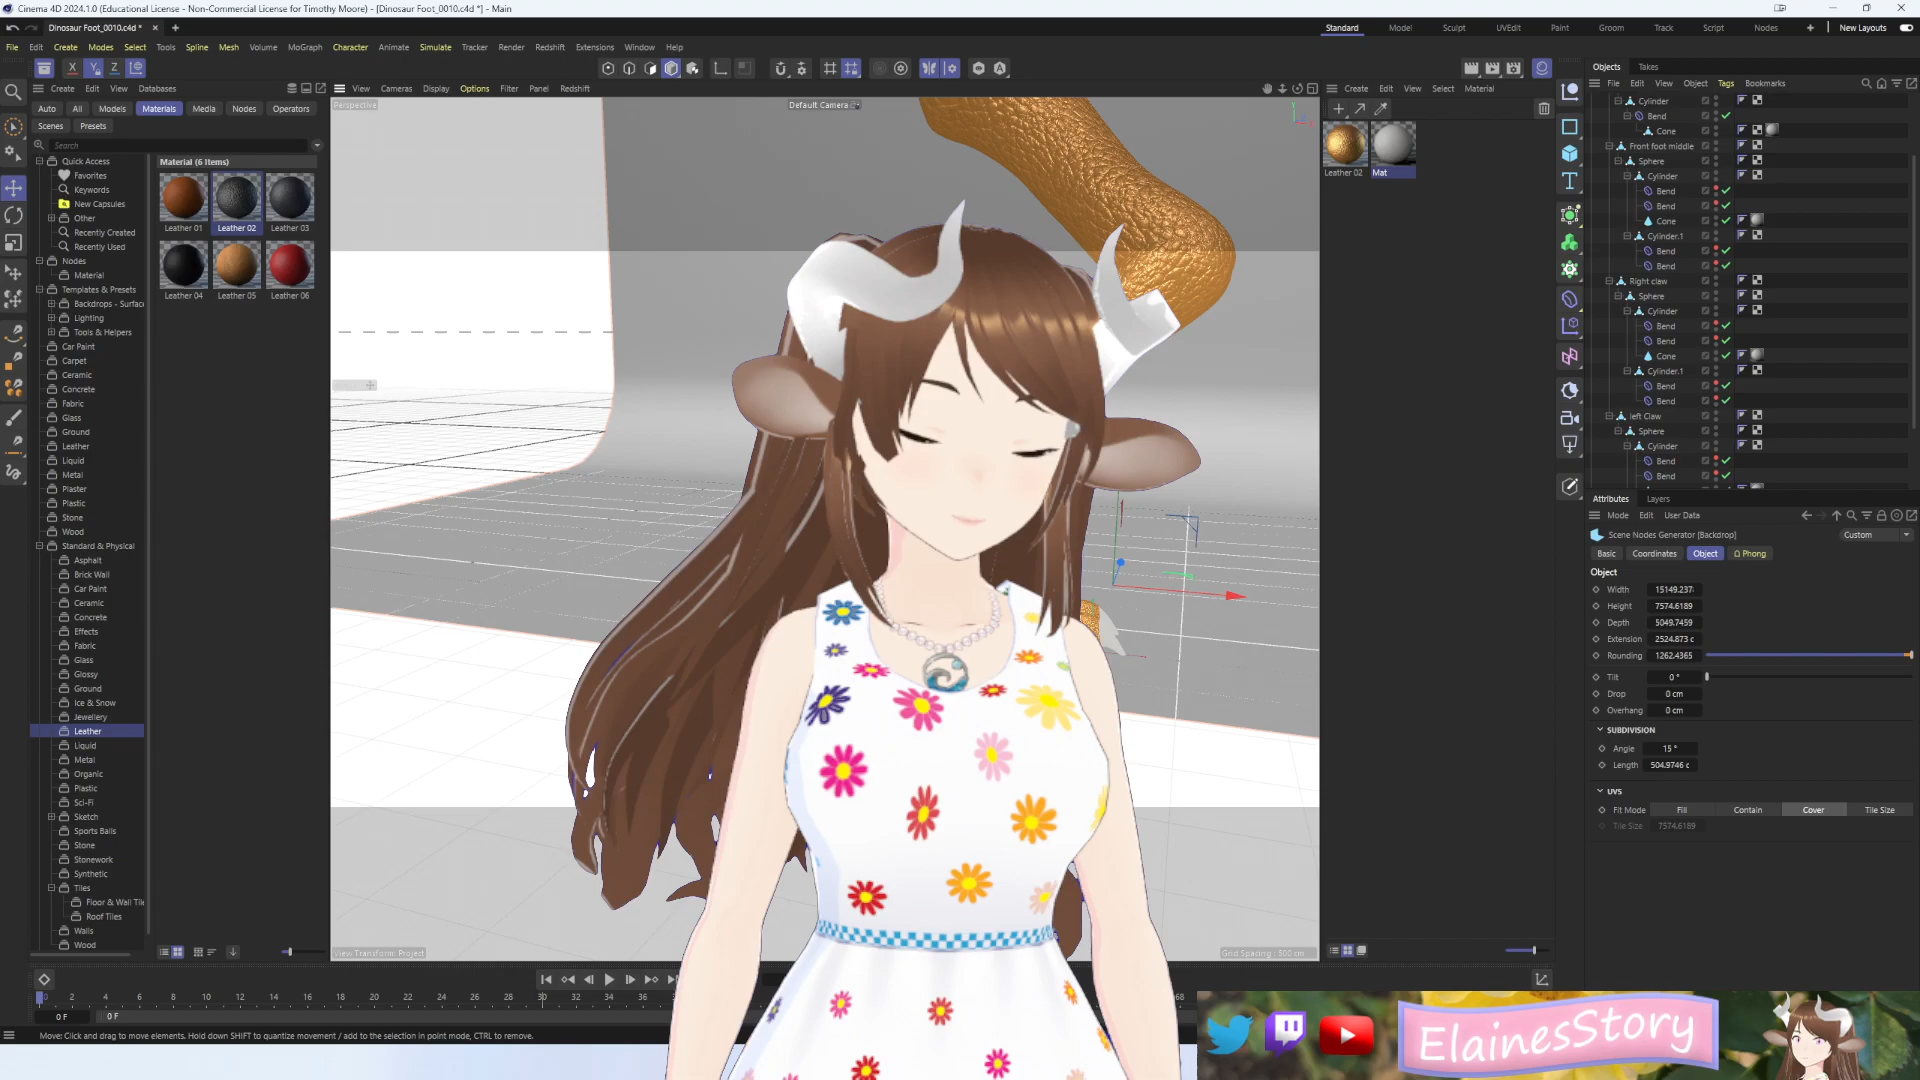 Cinema 4D 2024.1.0 (Educational License - Non-Commercial License for Timothy Moore) - [Dinosaur Foot_0010.c4d *] - Main
Dinosaur Foot_0010.c4d *
Standard Model Sculpt UVEdit Paint Groom Track Script Nodes New Layouts
File Edit Create Modes Select Tools Spline Mesh Volume MoGraph Character Animate Simulate Tracker Render Redshift Extensions Window Help
X Y Z
Create Edit View Databases
Auto All Models Materials Media Nodes Operators
Scenes Presets
Search
Quick Access
Favorites
Keywords
New Capsules
Other
Recently Created
Recently Used
Nodes
Material
Templates & Presets
Backdrops - Surfac
Lighting
Tools & Helpers
Car Paint
Carpet
Ceramic
Concrete
Fabric
Glass
Ground
Leather
Liquid
Metal
Plaster
Plastic
Stone
Wood
Standard & Physical
Asphalt
Brick Wall
Car Paint
Ceramic
Concrete
Effects
Fabric
Glass
Glossy
Ground
Ice & Snow
Jewellery
Leather
Liquid
Metal
Organic
Plastic
Sci-Fi
Sketch
Sports Balls
Stone
Stonework
Synthetic
Tiles
Floor & Wall Tile
Roof Tiles
Walls
Wood
Material (6 Items)
Leather 01 Leather 02 Leather 03
Leather 04 Leather 05 Leather 06
View Cameras Display Options Filter Panel Redshift
Perspective
Default Camera
View Transform: Project
Grid Spacing : 500 cm
Create Edit View Select Material
Leather 02 Mat
Objects Takes
File Edit View Object Tags Bookmarks
Cylinder
Bend
Cone
Front foot middle
Sphere
Cylinder
Bend
Bend
Cone
Cylinder.1
Bend
Bend
Right claw
Sphere
Cylinder
Bend
Bend
Cone
Cylinder.1
Bend
Bend
left Claw
Sphere
Cylinder
Bend
Bend
Attributes Layers
Mode Edit User Data
Scene Nodes Generator [Backdrop] Custom
Basic Coordinates Object Phong
Object
Width 15149.237
Height 7574.6189
Depth 5049.7459
Extension 2524.873 c
Rounding 1262.4365
Tilt 0 °
Drop 0 cm
Overhang 0 cm
SUBDIVISION
Angle 15 °
Length 504.9746 c
UVS
Fit Mode Fill Contain Cover Tile Size
Tile Size 7574.6189
0 2 4 6 8 10 12 14 16 18 20 22 24 26 28 30 32 34 36 38 68
0 F 0 F
Move: Click and drag to move elements. Hold down SHIFT to quantize movement / add to the selection in point mode, CTRL to remove.
ElainesStory